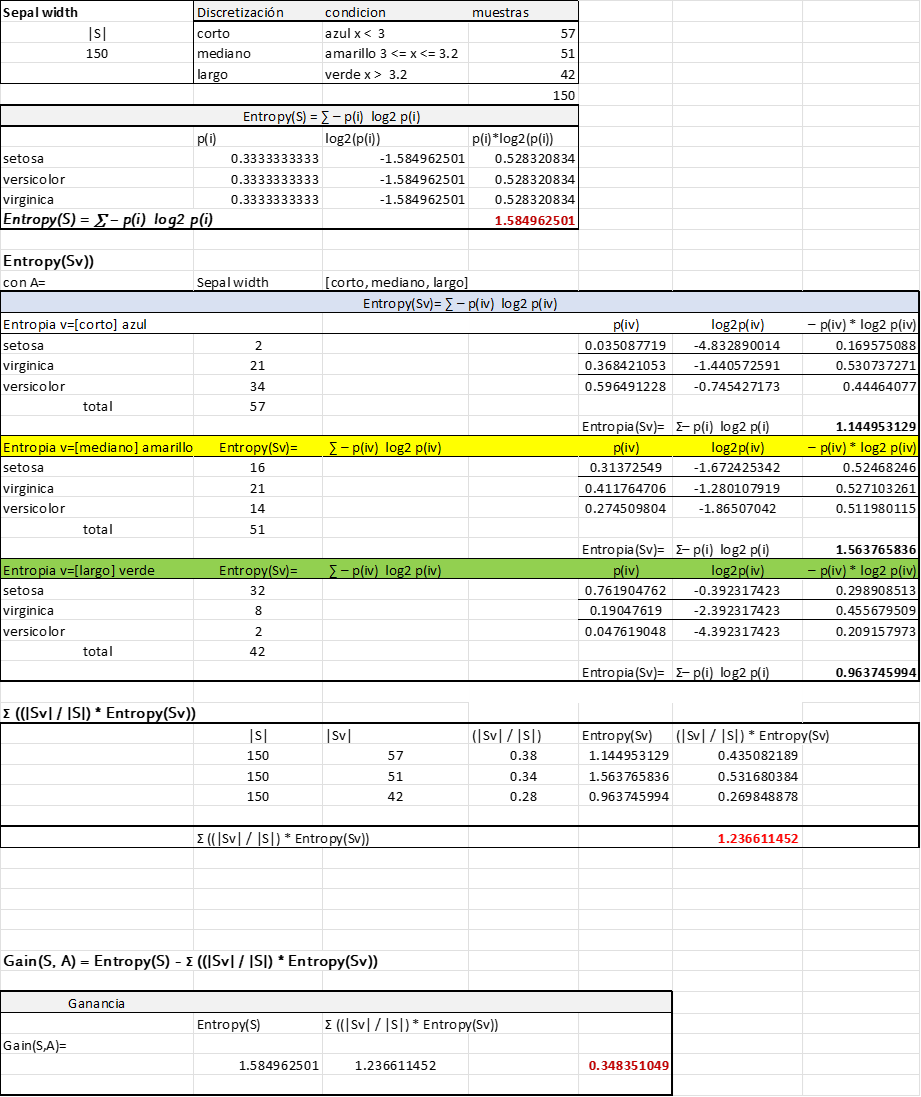 Sepal width Discretización condicion muestras
|S| corto azul x < 3 57
150 mediano amarillo 3 <= x <= 3.2 51
largo verde x > 3.2 42
150
Entropy(S) = ∑ − p(i) log2 p(i)
p(i) log2(p(i)) p(i)*log2(p(i))
setosa 0.3333333333 -1.584962501 0.528320834
versicolor 0.3333333333 -1.584962501 0.528320834
virginica 0.3333333333 -1.584962501 0.528320834
Entropy(S) = ∑ − p(i) log2 p(i) 1.584962501
Entropy(Sv))
con A= Sepal width [corto, mediano, largo]
Entropy(Sv)= ∑ − p(iv) log2 p(iv)
Entropia v=[corto] azul p(iv) log2p(iv) − p(iv) * log2 p(iv)
setosa 2 0.035087719 -4.832890014 0.169575088
virginica 21 0.368421053 -1.440572591 0.530737271
versicolor 34 0.596491228 -0.745427173 0.44464077
total 57
Entropia(Sv)= Σ− p(i) log2 p(i) 1.144953129
Entropia v=[mediano] amarillo Entropy(Sv)= ∑ − p(iv) log2 p(iv) p(iv) log2p(iv) − p(iv) * log2 p(iv)
setosa 16 0.31372549 -1.672425342 0.52468246
virginica 21 0.411764706 -1.280107919 0.527103261
versicolor 14 0.274509804 -1.86507042 0.511980115
total 51
Entropia(Sv)= Σ− p(i) log2 p(i) 1.563765836
Entropia v=[largo] verde Entropy(Sv)= ∑ − p(iv) log2 p(iv) p(iv) log2p(iv) − p(iv) * log2 p(iv)
setosa 32 0.761904762 -0.392317423 0.298908513
virginica 8 0.19047619 -2.392317423 0.455679509
versicolor 2 0.047619048 -4.392317423 0.209157973
total 42
Entropia(Sv)= Σ− p(i) log2 p(i) 0.963745994
Σ ((|Sv| / |S|) * Entropy(Sv))
|S| |Sv| (|Sv| / |S|) Entropy(Sv) (|Sv| / |S|) * Entropy(Sv)
150 57 0.38 1.144953129 0.435082189
150 51 0.34 1.563765836 0.531680384
150 42 0.28 0.963745994 0.269848878
Σ ((|Sv| / |S|) * Entropy(Sv)) 1.236611452
Gain(S, A) = Entropy(S) - Σ ((|Sv| / |S|) * Entropy(Sv))
Ganancia
Entropy(S) Σ ((|Sv| / |S|) * Entropy(Sv))
Gain(S,A)=
1.584962501 1.236611452 0.348351049